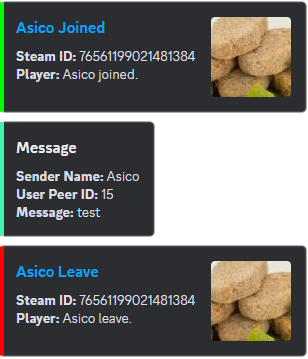 Asico Joined
Steam ID: 76561199021481384
Player: Asico joined.
Message
Sender Name: Asico
User Peer ID: 15
Message: test
Asico Leave
Steam ID: 76561199021481384
Player: Asico leave.